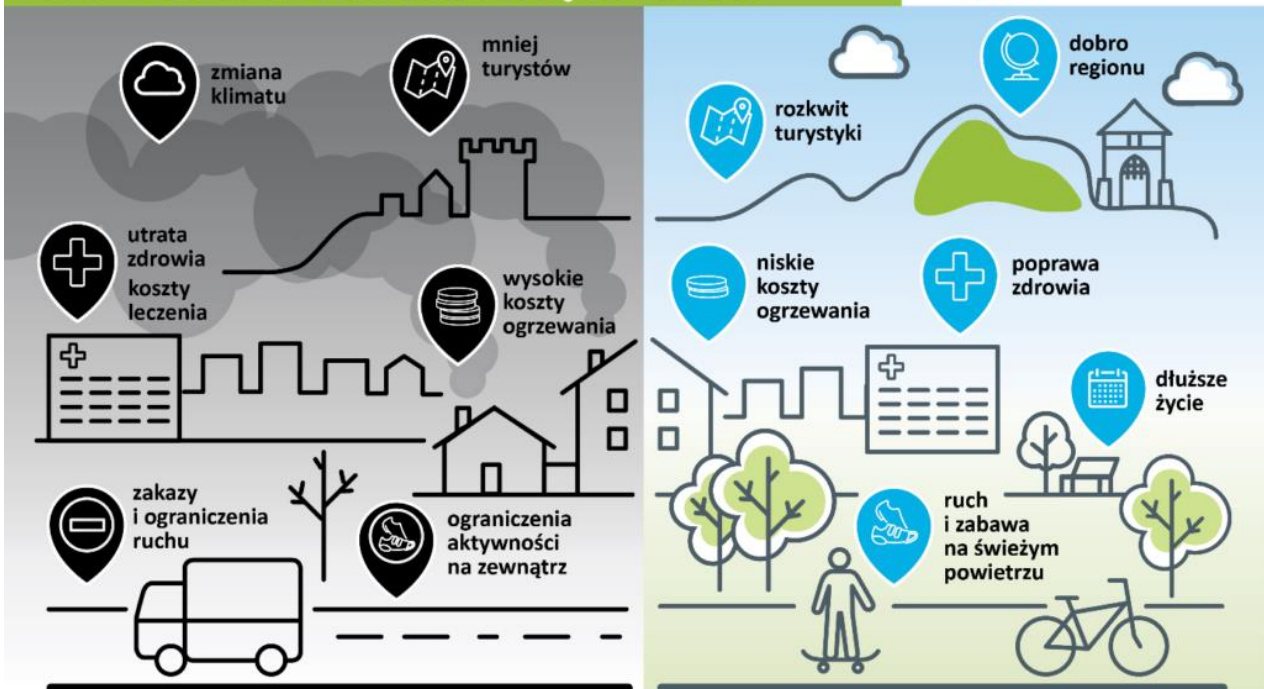 zmiana
klimatu
mniej
turystów
utrata
zdrowia
koszty
leczenia
wysokie
koszty
ogrzewania
zakazy
i ograniczenia
ruchu
ograniczenia
aktywności
na zewnątrz
dobro
regionu
rozkwit
turystyki
niskie
koszty
ogrzewania
poprawa
zdrowia
dłuższe
życie
ruch
i zabawa
na świeżym
powietrzu